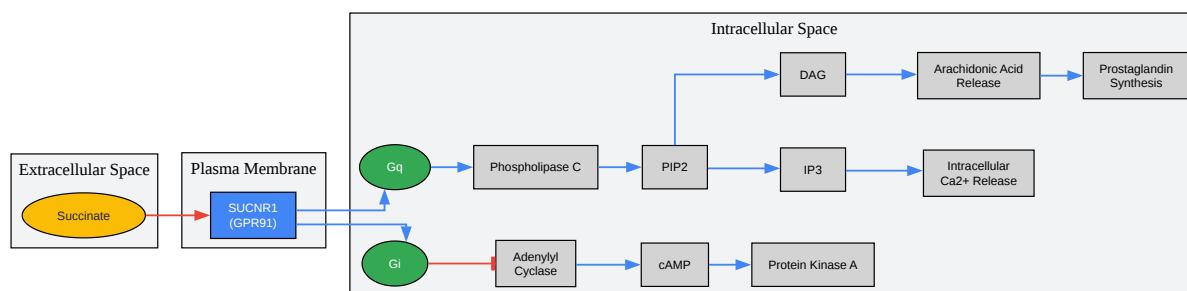 Intracellular Space
DAG
Arachidonic Acid
Release
Prostaglandin
Synthesis
Extracellular Space
Plasma Membrane
Gq
Phospholipase C
PIP2
IP3
Intracellular
Ca2+ Release
Succinate
SUCNR1
(GPR91)
Gi
Adenylyl
Cyclase
cAMP
Protein Kinase A